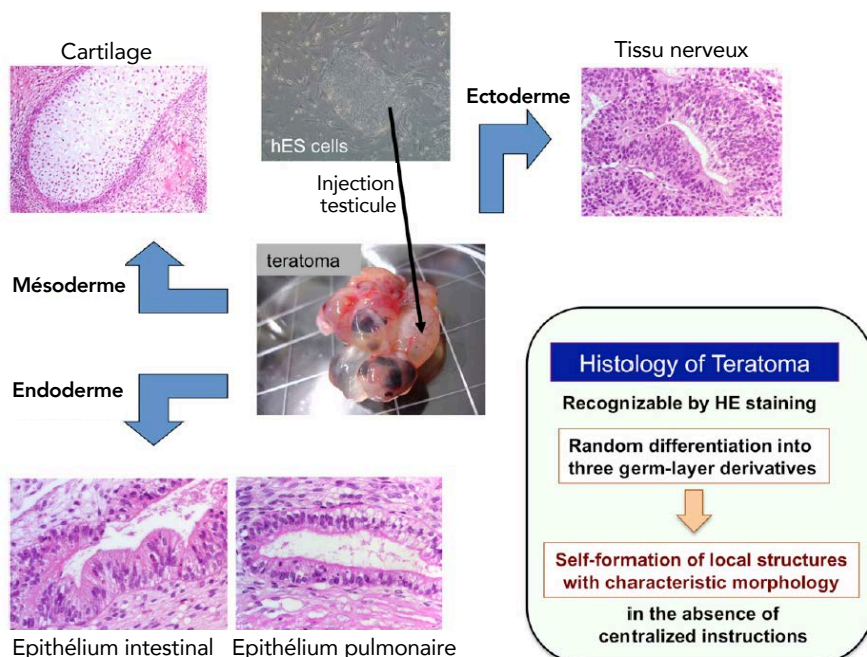 Cartilage
Tissu nerveux
Ectoderme
hES cells
Injection
testicule
teratoma
Mésoderme
Endoderme
Histology of Teratoma
Recognizable by HE staining
Random differentiation into
three germ-layer derivatives
Self-formation of local structures
with characteristic morphology
in the absence of
centralized instructions
Epithélium intestinal
Epithélium pulmonaire